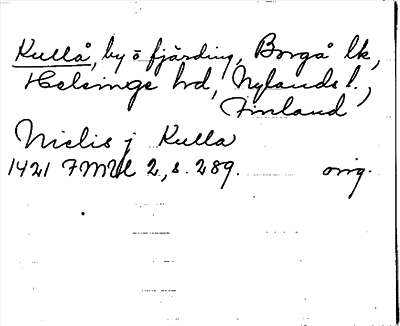 Kullå, by o fjärding, Borgå lk,
Helsinge hd, Nylands l.,
Finland
Nielis j Kulla
1421 FMU 2, s. 289. orig.